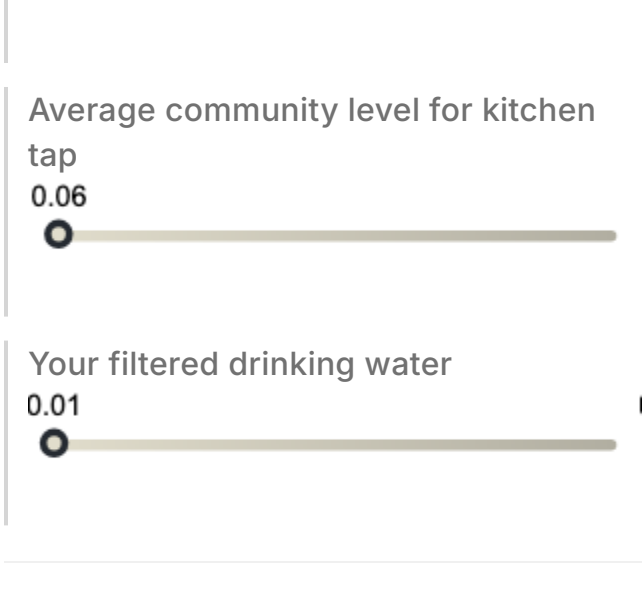 Average community level for kitchen
tap
0.06
Your filtered drinking water
0.01